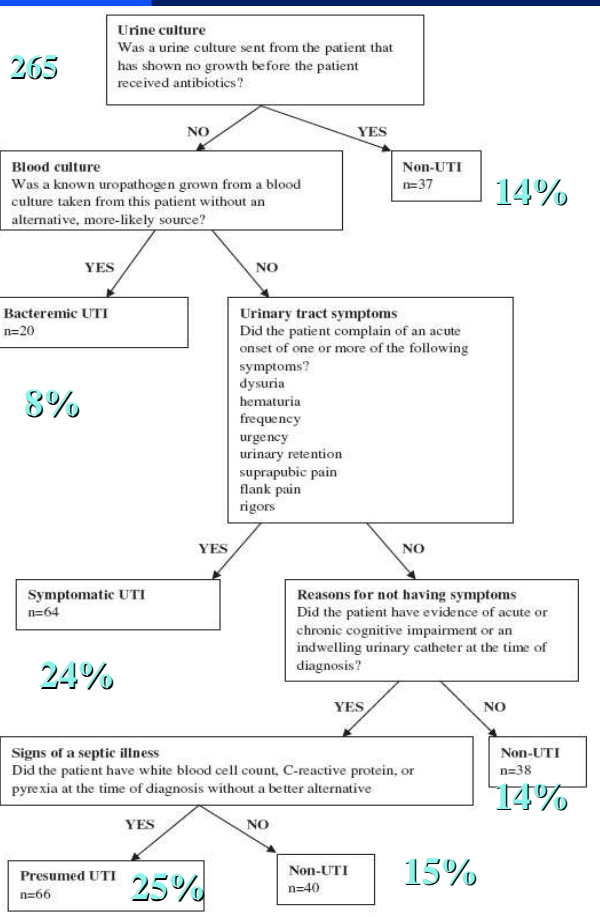 265
Urine culture
Was a urine culture sent from the patient that
has shown no growth before the patient
received antibiotics?
NO
YES
Blood culture
Was a known uropathogen grown from a blood
culture taken from this patient without an
alternative, more-likely source?
Non-UTI
n=37
14%
YES
NO
Bacteremic UTI
n=20
8%
Urinary tract symptoms
Did the patient complain of an acute
onset of one or more of the following
symptoms?
dysuria
hematuria
frequency
urgency
urinary retention
suprapubic pain
flank pain
rigors
YES
NO
Symptomatic UTI
n=64
24%
Reasons for not having symptoms
Did the patient have evidence of acute or
chronic cognitive impairment or an
indwelling urinary catheter at the time of
diagnosis?
YES
NO
Signs of a septic illness
Did the patient have white blood cell count, C-reactive protein, or
pyrexia at the time of diagnosis without a better alternative
Non-UTI
n=38
14%
YES
NO
Presumed UTI
n=66
25%
Non-UTI
n=40
15%